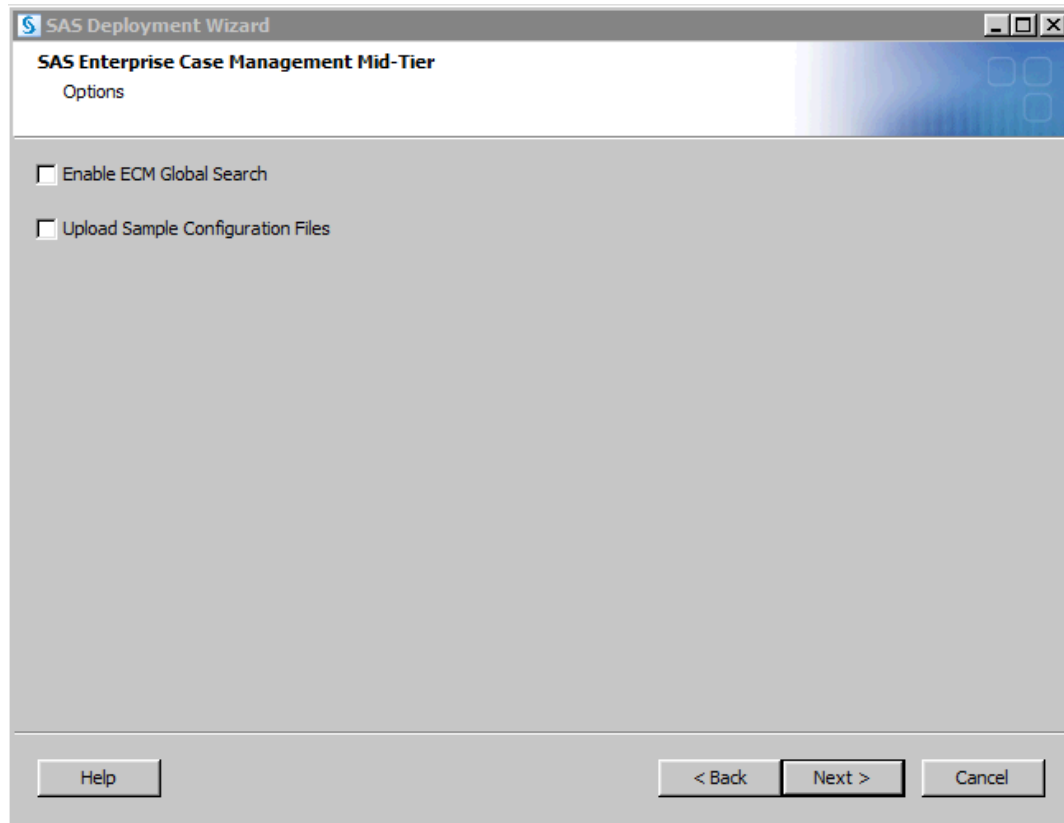 SAS Deployment Wizard
SAS Enterprise Case Management Mid-Tier
Options
Enable ECM Global Search
Upload Sample Configuration Files
Help < Back Next > Cancel